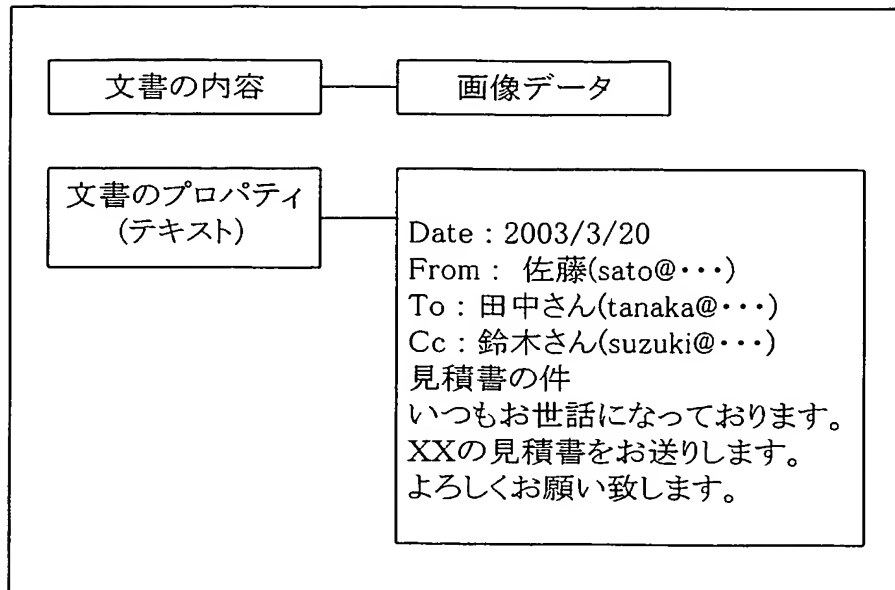 文書の内容
画像データ
文書のプロパティ
(テキスト)
Date : 2003/3/20
From : 佐藤(sato@・・・)
To : 田中さん(tanaka@・・・)
Cc : 鈴木さん(suzuki@・・・)
見積書の件
いつもお世話になっております。
XXの見積書をお送りします。
よろしくお願い致します。